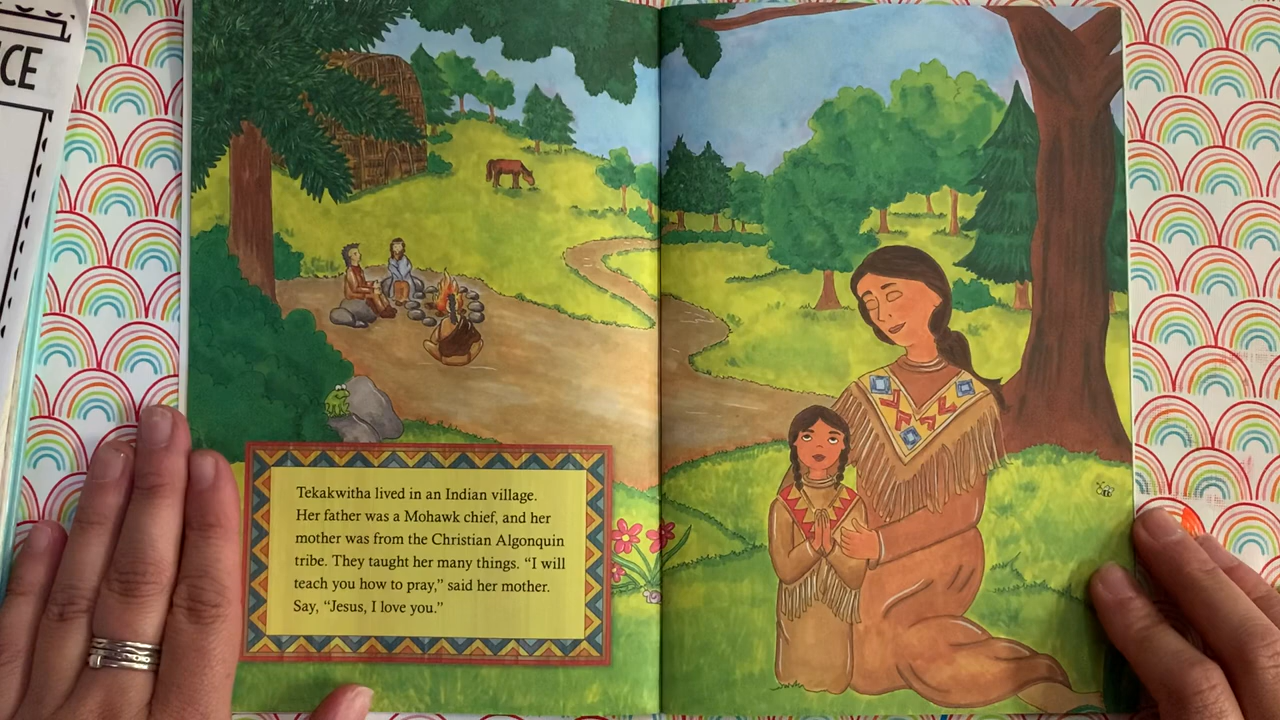 CE
Tekakwitha lived in an Indian village.
Her father was a Mohawk chief, and her
mother was from the Christian Algonquin
tribe. They taught her many things. “I will
teach you how to pray,” said her mother.
Say, “Jesus, I love you.”